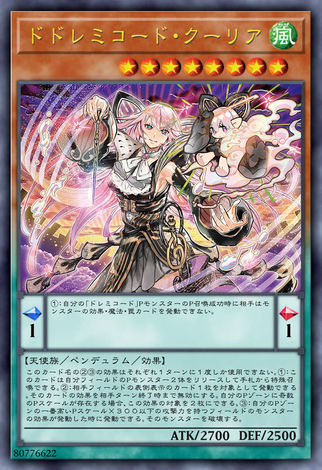 ドドレミコード・クーリア
風
①:自分の「ドレミコード」Pモンスターの P召喚成功時に相手はモ
ンスターの効果・魔法・罠カードを発動できない。
1
1
【天使族/ペンデュラム/効果】
このカード名の②③の効果はそれぞれ1ターンに1度しか使用できない。①:こ
のカードは自分フィールドのPモンスター2体をリリースして手札から特殊召
喚できる。②:相手フィールドの表側表示のカード1枚を対象として発動できる。
そのカードの効果を相手ターン終了時まで無効にする。自分のPゾーンに奇数
のPスケールが存在する場合、この効果の対象を2枚にできる。③:自分のPゾー
ンの一番高いPスケール×300以下の攻撃力を持つフィールドのモンスター
の効果が発動した時に発動できる。そのモンスターを破壊する。
ATK/2700 DEF/2500
80776622